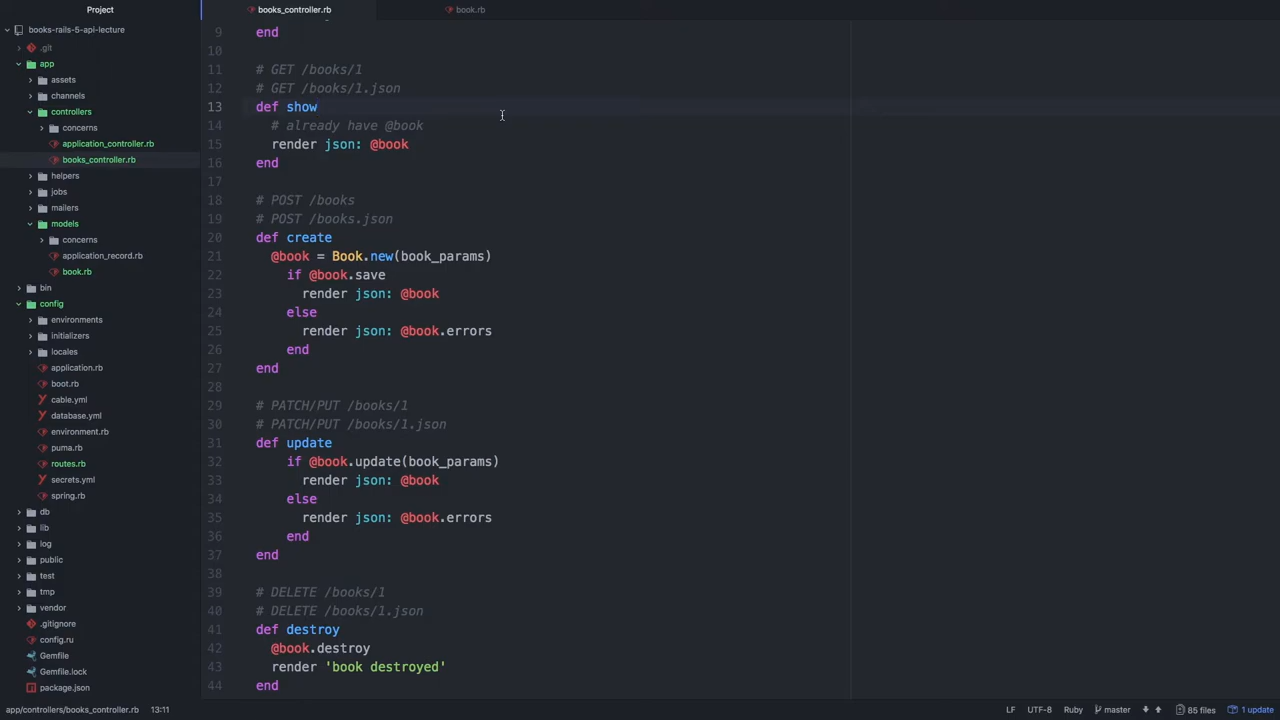 Project
books_controller.rb
book.rb
books-rails-5-api-lecture
.git
app
assets
channels
controllers
concerns
application_controller.rb
books_controller.rb
helpers
jobs
mailers
models
concerns
application_record.rb
book.rb
bin
config
environments
initializers
locales
application.rb
boot.rb
cable.yml
database.yml
environment.rb
puma.rb
routes.rb
secrets.yml
spring.rb
db
lib
log
public
test
tmp
vendor
.gitignore
config.ru
Gemfile
Gemfile.lock
package.json
9 end
10
11 # GET /books/1
12 # GET /books/1.json
13 def show
14 # already have @book
15 render json: @book
16 end
17
18 # POST /books
19 # POST /books.json
20 def create
21 @book = Book.new(book_params)
22 if @book.save
23 render json: @book
24 else
25 render json: @book.errors
26 end
27 end
28
29 # PATCH/PUT /books/1
30 # PATCH/PUT /books/1.json
31 def update
32 if @book.update(book_params)
33 render json: @book
34 else
35 render json: @book.errors
36 end
37 end
38
39 # DELETE /books/1
40 # DELETE /books/1.json
41 def destroy
42 @book.destroy
43 render 'book destroyed'
44 end
app/controllers/books_controller.rb 13:11 LF UTF-8 Ruby master 85 files 1 update